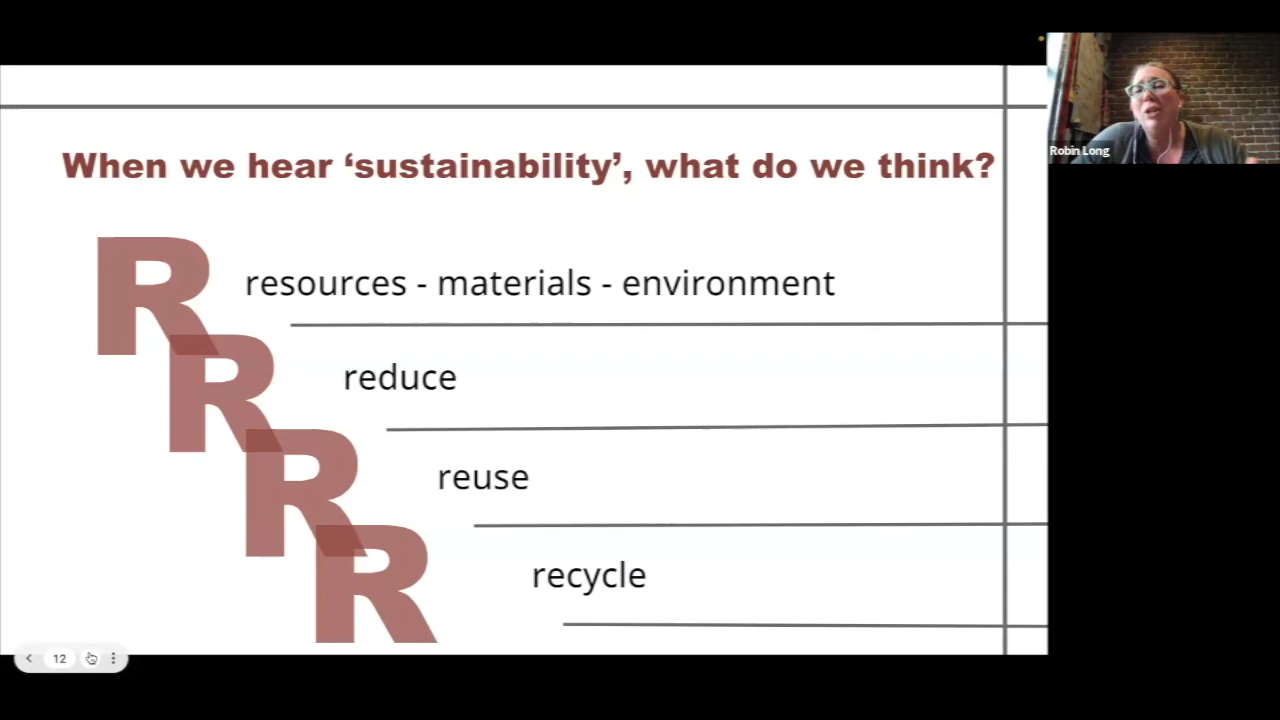 When we hear ‘sustainability’, what do we think?
R resources - materials - environment
R reduce
R reuse
R recycle
Robin Long
12